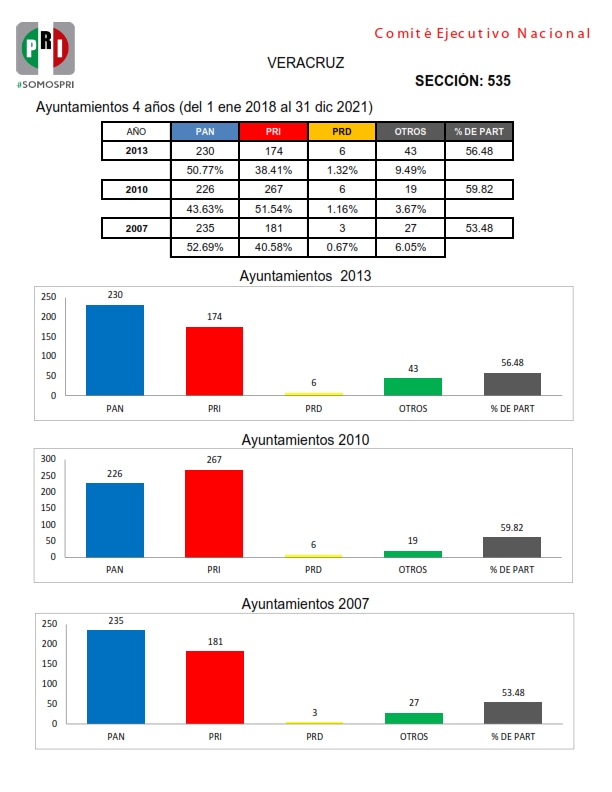 Comité Ejecutivo Nacional
PRI
#SOMOSPRI
VERACRUZ
SECCIÓN: 535
Ayuntamientos 4 años (del 1 ene 2018 al 31 dic 2021)
AÑO PAN PRI PRD OTROS % DE PART
2013 230 174 6 43 56.48
50.77% 38.41% 1.32% 9.49%
2010 226 267 6 19 59.82
43.63% 51.54% 1.16% 3.67%
2007 235 181 3 27 53.48
52.69% 40.58% 0.67% 6.05%
Ayuntamientos 2013
250
200
150
100
50
0
230
174
6
43
56.48
PAN PRI PRD OTROS % DE PART
Ayuntamientos 2010
300
250
200
150
100
50
0
226
267
6
19
59.82
PAN PRI PRD OTROS % DE PART
Ayuntamientos 2007
250
200
150
100
50
0
235
181
3
27
53.48
PAN PRI PRD OTROS % DE PART